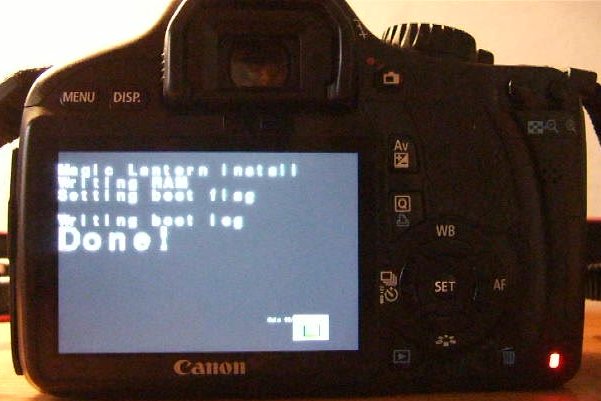 MENU DISP.
Magic Lantern install
Writing RAM
Setting boot flag
Writing boot log
Done!
Av
Q
WB
SET
AF
Canon